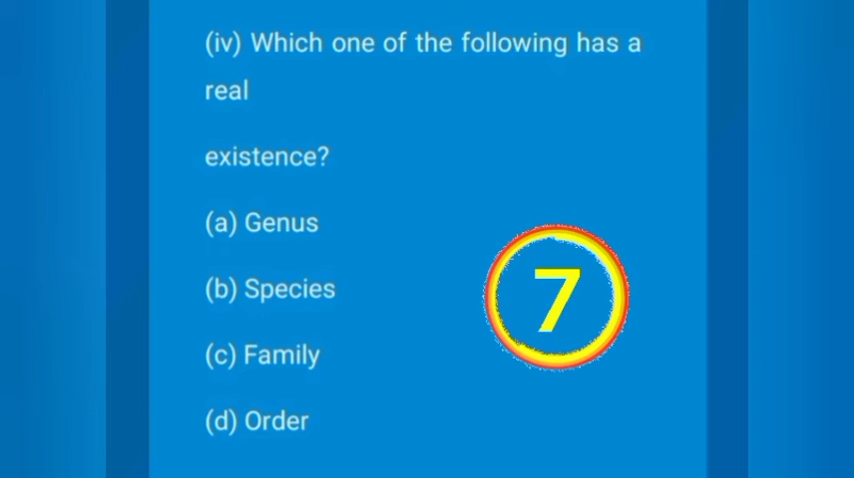 (iv) Which one of the following has a
real
existence?
(a) Genus
(b) Species
(c) Family
(d) Order
7